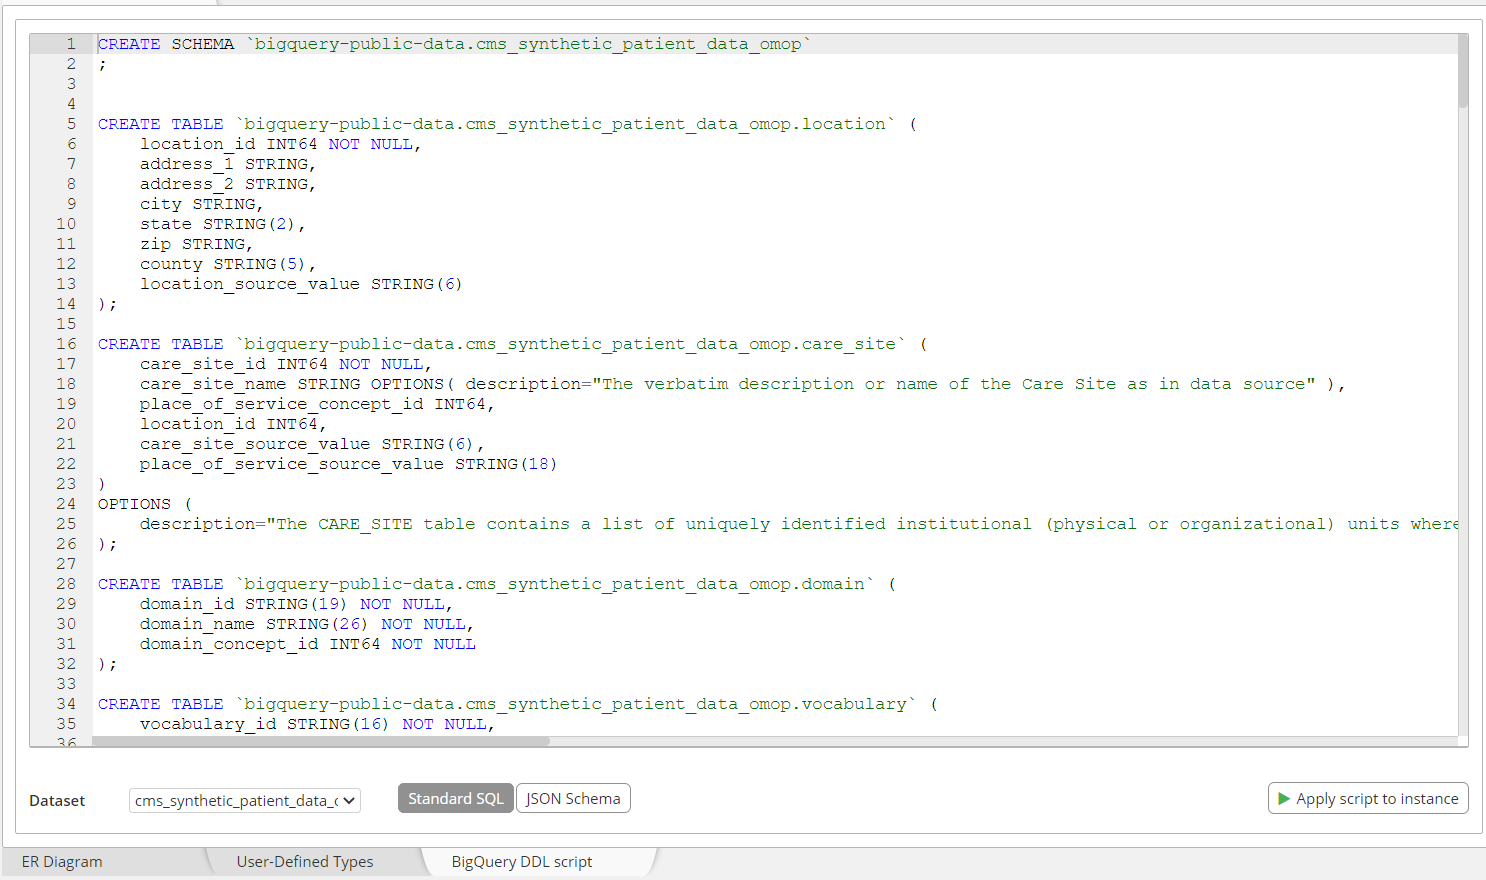 1 CREATE SCHEMA `bigquery-public-data.cms_synthetic_patient_data_omop`
2 ;
3
4
5 CREATE TABLE `bigquery-public-data.cms_synthetic_patient_data_omop.location` (
6 location_id INT64 NOT NULL,
7 address_1 STRING,
8 address_2 STRING,
9 city STRING,
10 state STRING(2),
11 zip STRING,
12 county STRING(5),
13 location_source_value STRING(6)
14 );
15
16 CREATE TABLE `bigquery-public-data.cms_synthetic_patient_data_omop.care_site` (
17 care_site_id INT64 NOT NULL,
18 care_site_name STRING OPTIONS( description="The verbatim description or name of the Care Site as in data source" ),
19 place_of_service_concept_id INT64,
20 location_id INT64,
21 care_site_source_value STRING(6),
22 place_of_service_source_value STRING(18)
23 )
24 OPTIONS (
25 description="The CARE_SITE table contains a list of uniquely identified institutional (physical or organizational) units where
26 );
27
28 CREATE TABLE `bigquery-public-data.cms_synthetic_patient_data_omop.domain` (
29 domain_id STRING(19) NOT NULL,
30 domain_name STRING(26) NOT NULL,
31 domain_concept_id INT64 NOT NULL
32 );
33
34 CREATE TABLE `bigquery-public-data.cms_synthetic_patient_data_omop.vocabulary` (
35 vocabulary_id STRING(16) NOT NULL,
36
Dataset cms_synthetic_patient_data_ Standard SQL JSON Schema Apply script to instance
ER Diagram User-Defined Types BigQuery DDL script